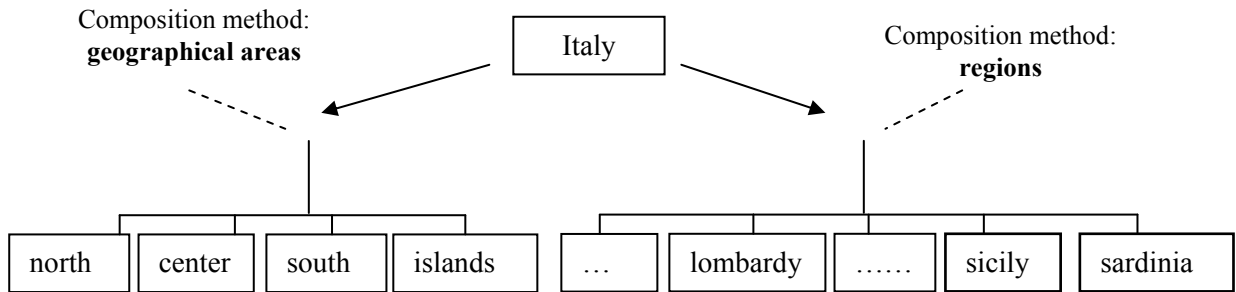 Composition method:
geographical areas
Italy
Composition method:
regions
north
center
south
islands
…
lombardy
……
sicily
sardinia